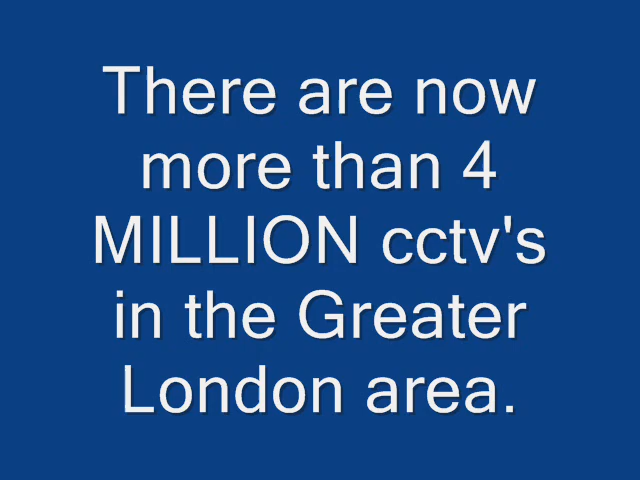 There are now
more than 4
MILLION cctv's
in the Greater
London area.